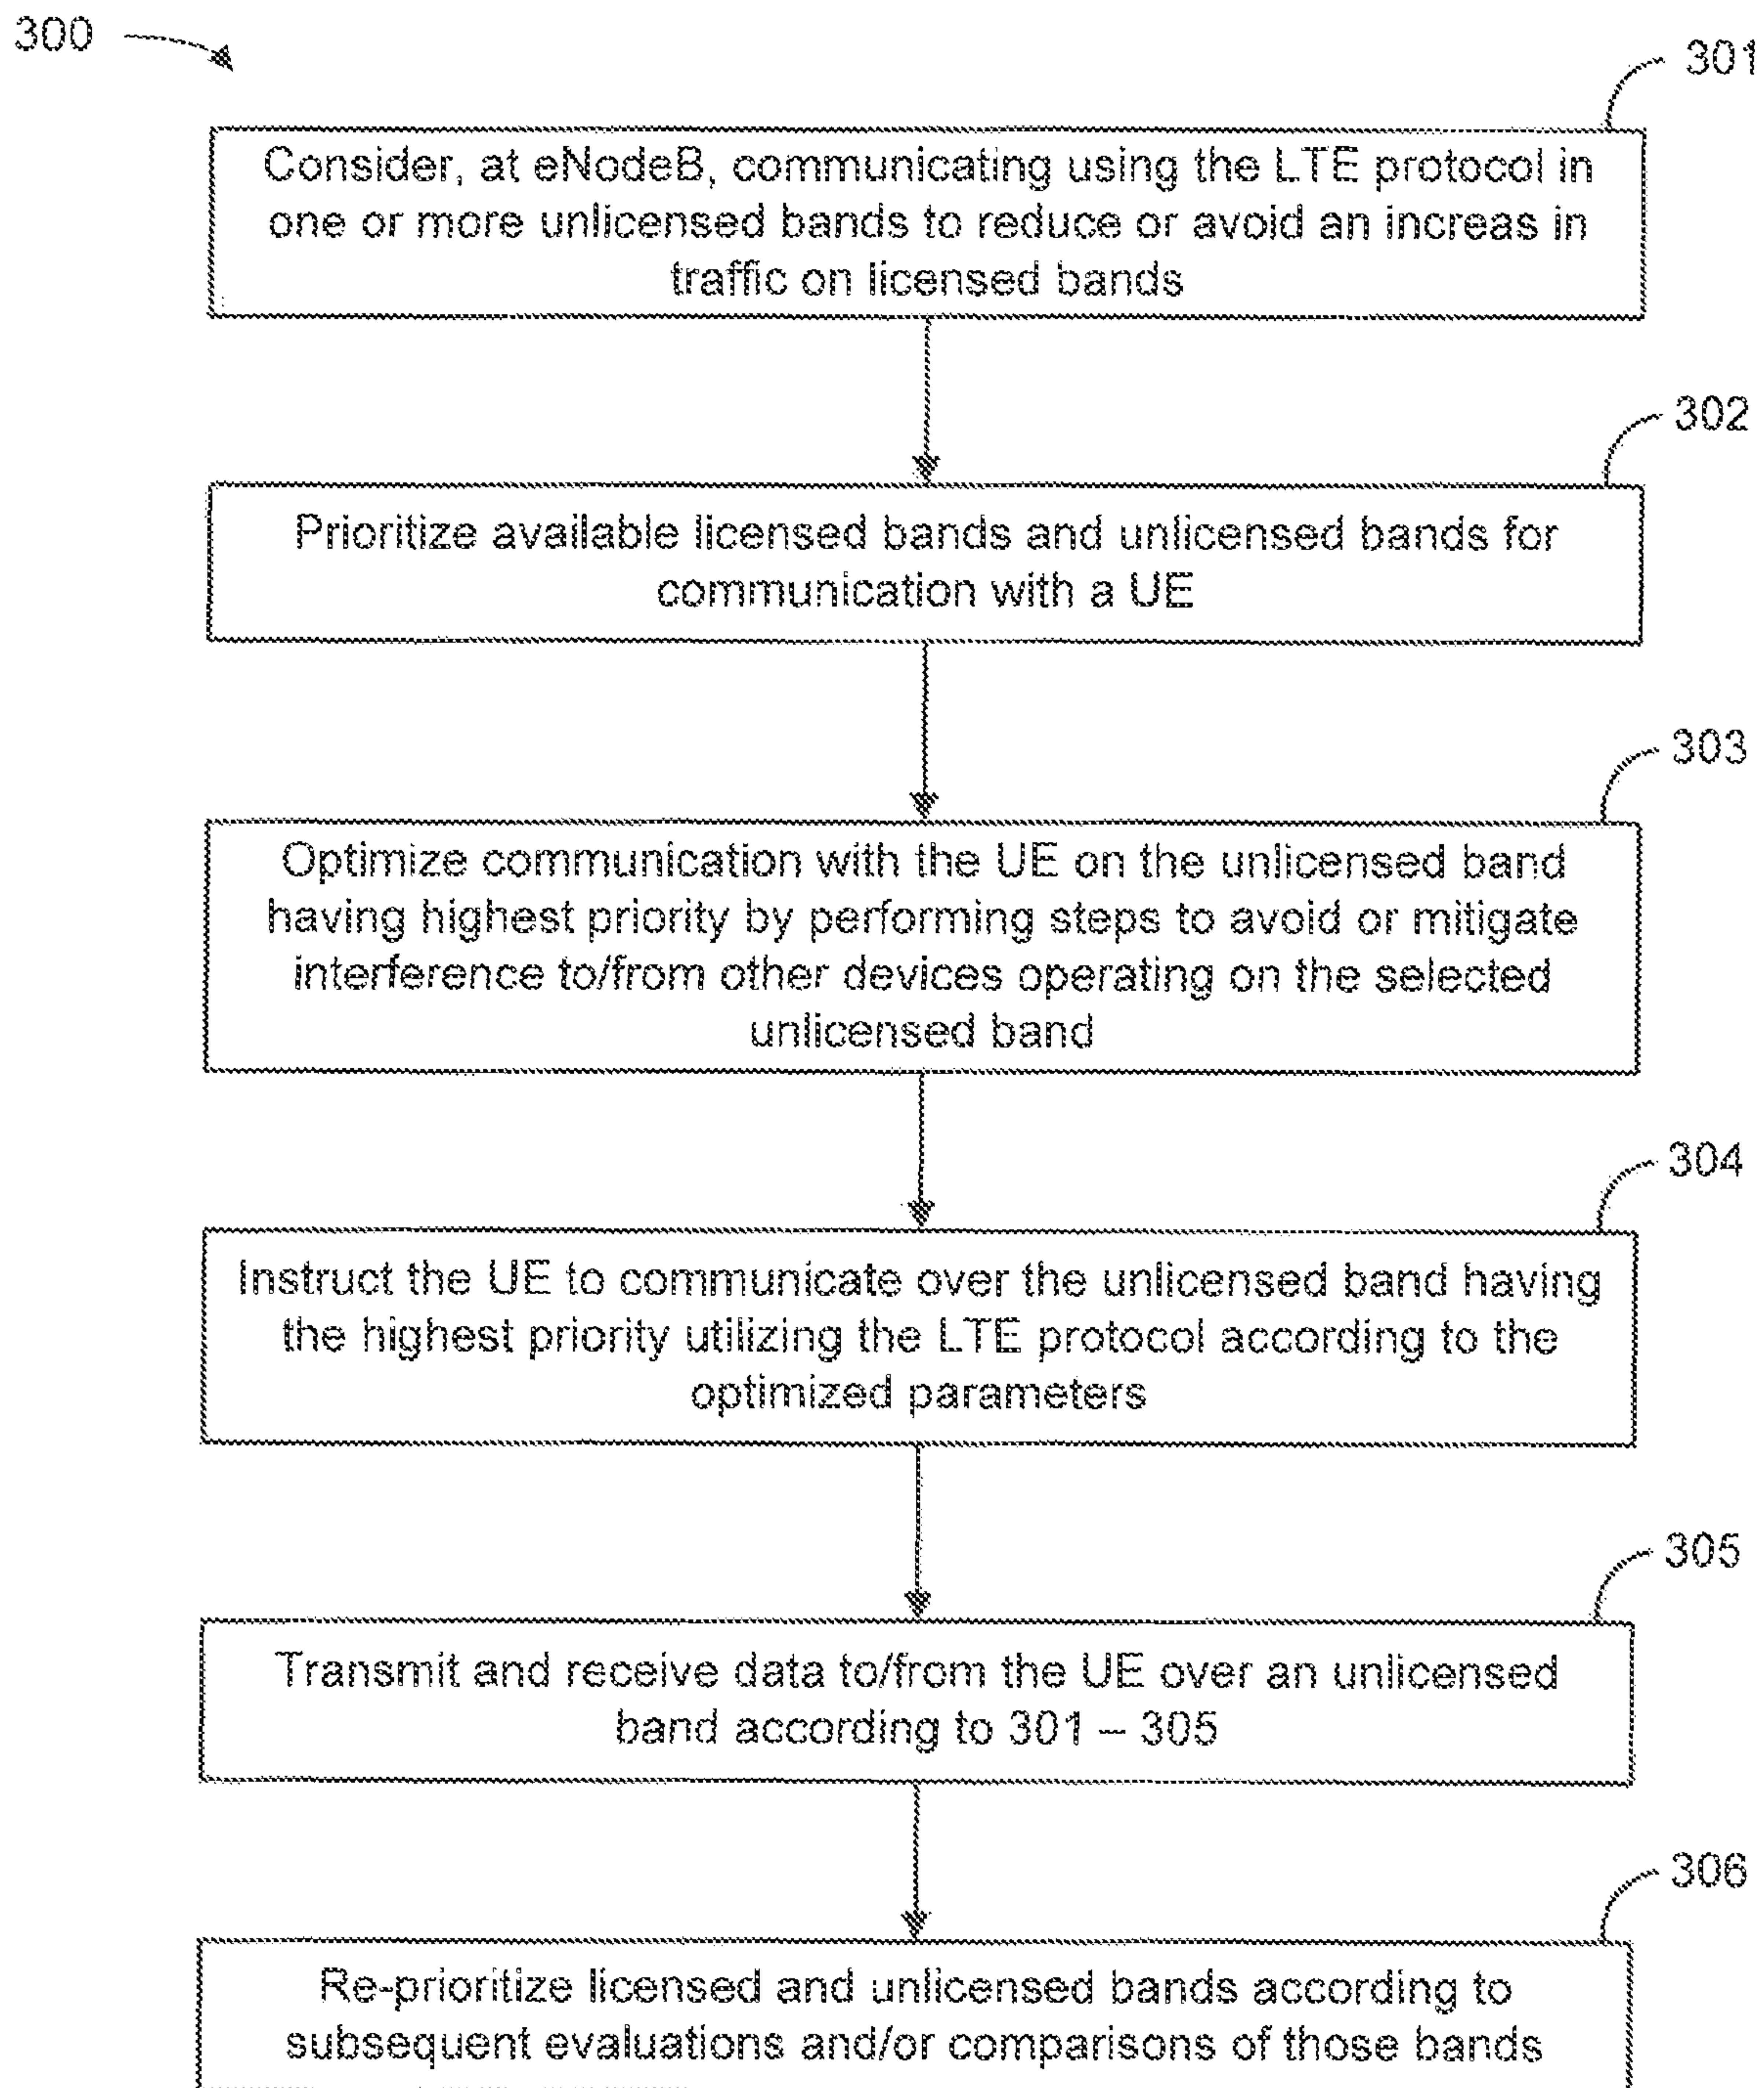 300
301
Consider, at eNodeB, communicating using the LTE protocol in
one or more unlicensed bands to reduce or avoid an increas in
traffic on licensed bands
302
Prioritize available licensed bands and unlicensed bands for
communication with a UE
303
Optimize communication with the UE on the unlicensed band
having highest priority by performing steps to avoid or mitigate
interference to/from other devices operating on the selected
unlicensed band
304
Instruct the UE to communicate over the unlicensed band having
the highest priority utilizing the LTE protocol according to the
optimized parameters
305
Transmit and receive data to/from the UE over an unlicensed
band according to 301 – 305
306
Re-prioritize licensed and unlicensed bands according to
subsequent evaluations and/or comparisons of those bands